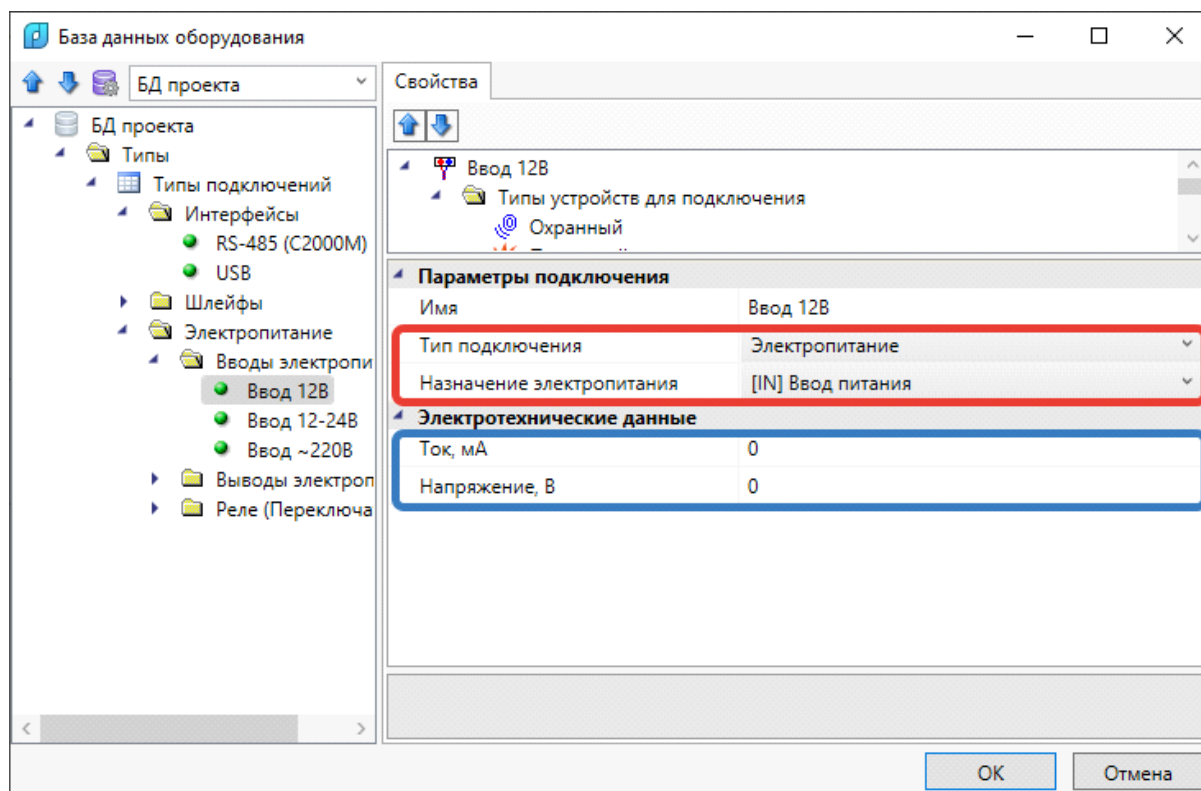 База данных оборудования
БД проекта
Свойства
БД проекта
Типы
Типы подключений
Интерфейсы
RS-485 (C2000M)
USB
Шлейфы
Электропитание
Вводы электропи
Ввод 12В
Ввод 12-24В
Ввод ~220В
Выводы электроп
Реле (Переключа
Ввод 12В
Типы устройств для подключения
Охранный
Параметры подключения
Имя Ввод 12В
Тип подключения Электропитание
Назначение электропитания [IN] Ввод питания
Электротехнические данные
Ток, мА 0
Напряжение, В 0
ОК Отмена